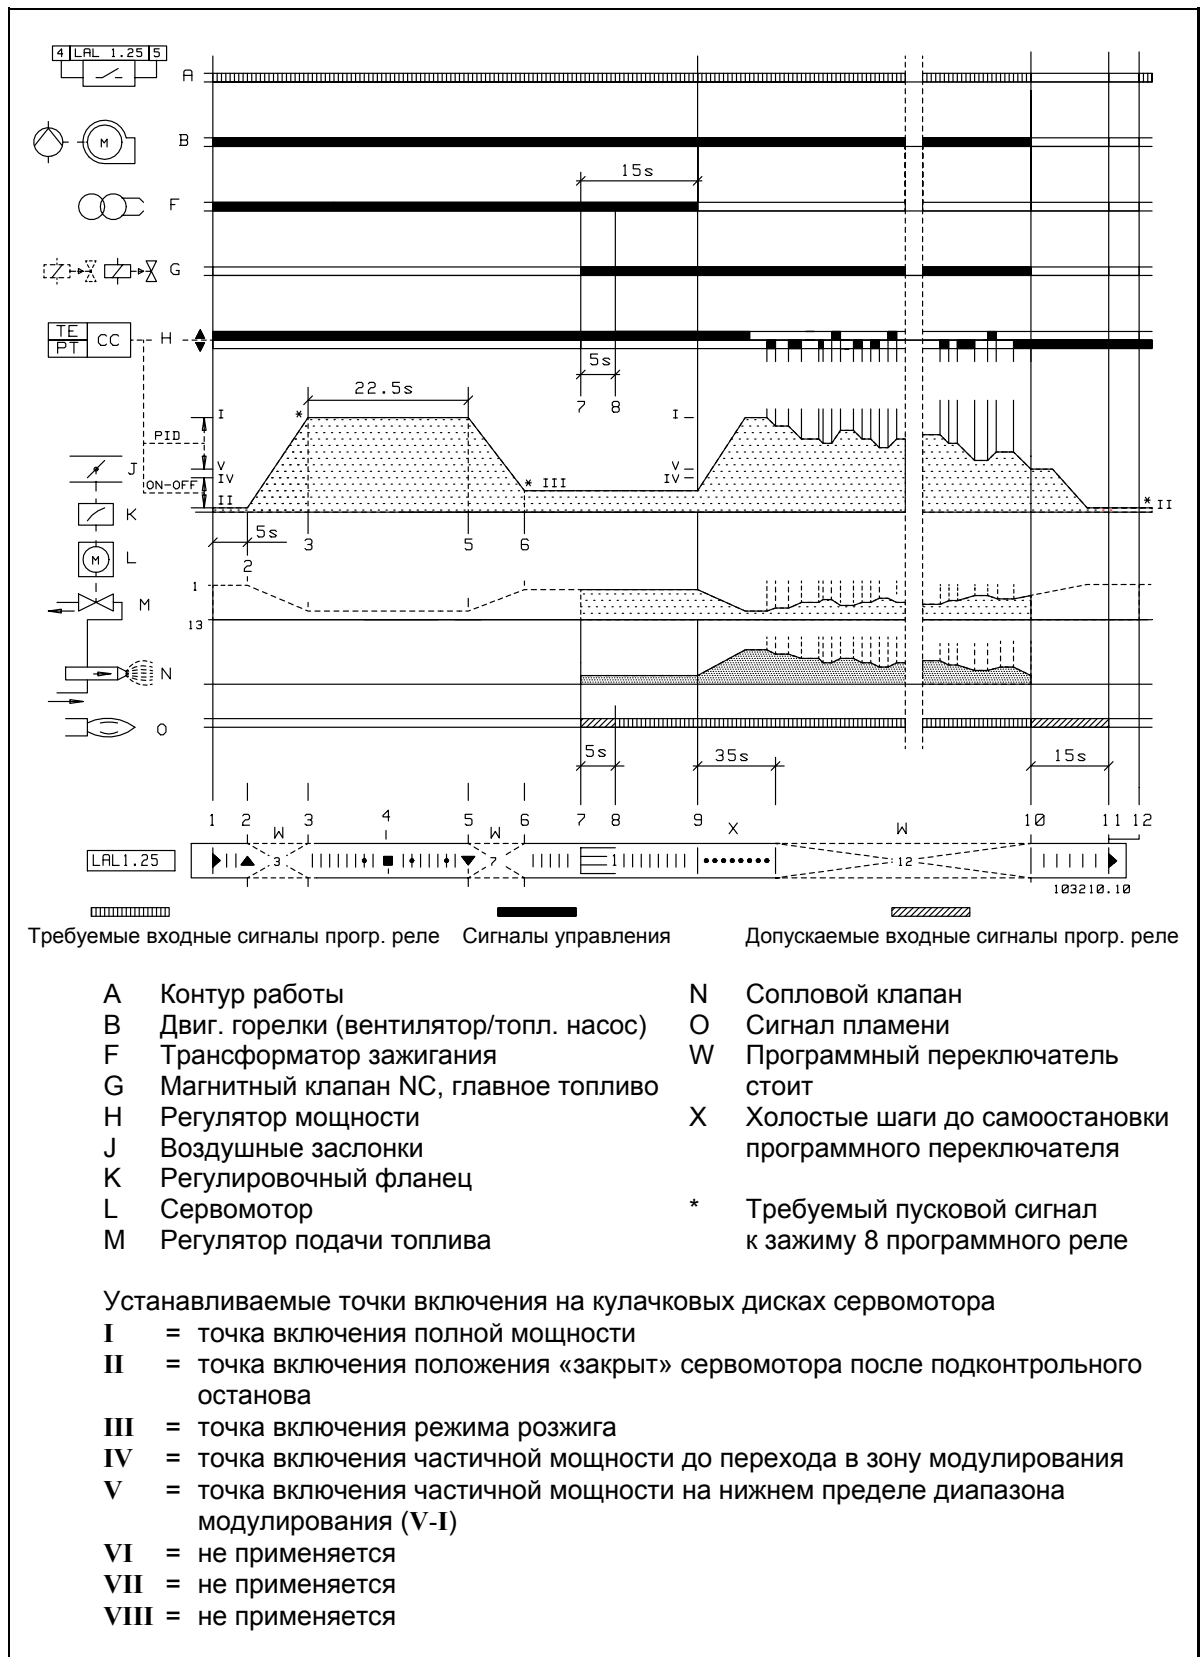 4 LAL 1.25 5
A
M
B
15s
F
G
TE
PT
CC
H
5s
7 8
22.5s
I
*
I
PID
V
IV
V
IV
J
ON-OFF
II
* III
*
II
K
5s
3 5 6
2
M
L
1
M
13
N
O
5s 35s 15s
1 2 3 4 5 6 7 8 9 10 11 12
W W X W
LAL1.25
3 7 1 12
103210.10
Требуемые входные сигналы прогр. реле Сигналы управления Допускаемые входные сигналы прогр. реле
A Контур работы
B Двиг. горелки (вентилятор/топл. насос)
F Трансформатор зажигания
G Магнитный клапан NC, главное топливо
H Регулятор мощности
J Воздушные заслонки
K Регулировочный фланец
L Сервомотор
M Регулятор подачи топлива
N Сопловой клапан
O Сигнал пламени
W Программный переключатель
стоит
X Холостые шаги до самоостановки
программного переключателя
* Требуемый пусковой сигнал
к зажиму 8 программного реле
Устанавливаемые точки включения на кулачковых дисках сервомотора
I = точка включения полной мощности
II = точка включения положения «закрыт» сервомотора после подконтрольного
останова
III = точка включения режима розжига
IV = точка включения частичной мощности до перехода в зону модулирования
V = точка включения частичной мощности на нижнем пределе диапазона
модулирования (V-I)
VI = не применяется
VII = не применяется
VIII = не применяется